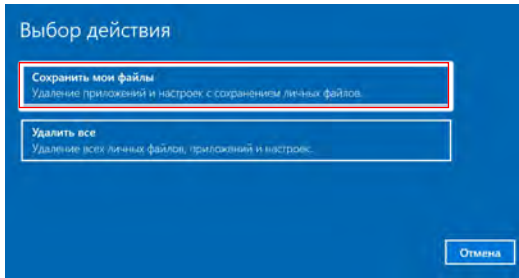 Выбор действия
Сохранить мои файлы
Удаление приложений и настроек с сохранением личных файлов.
Удалить все
Удаление всех личных файлов, приложений и настроек.
Отмена